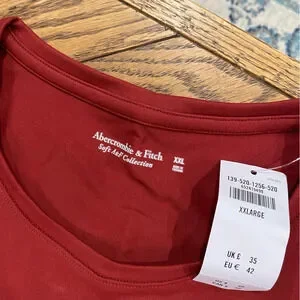 Abercrombie & Fitch
Soft A&F Collection
XXL
139-520-1256-520
XXLARGE
UK £ 35
EU € 42